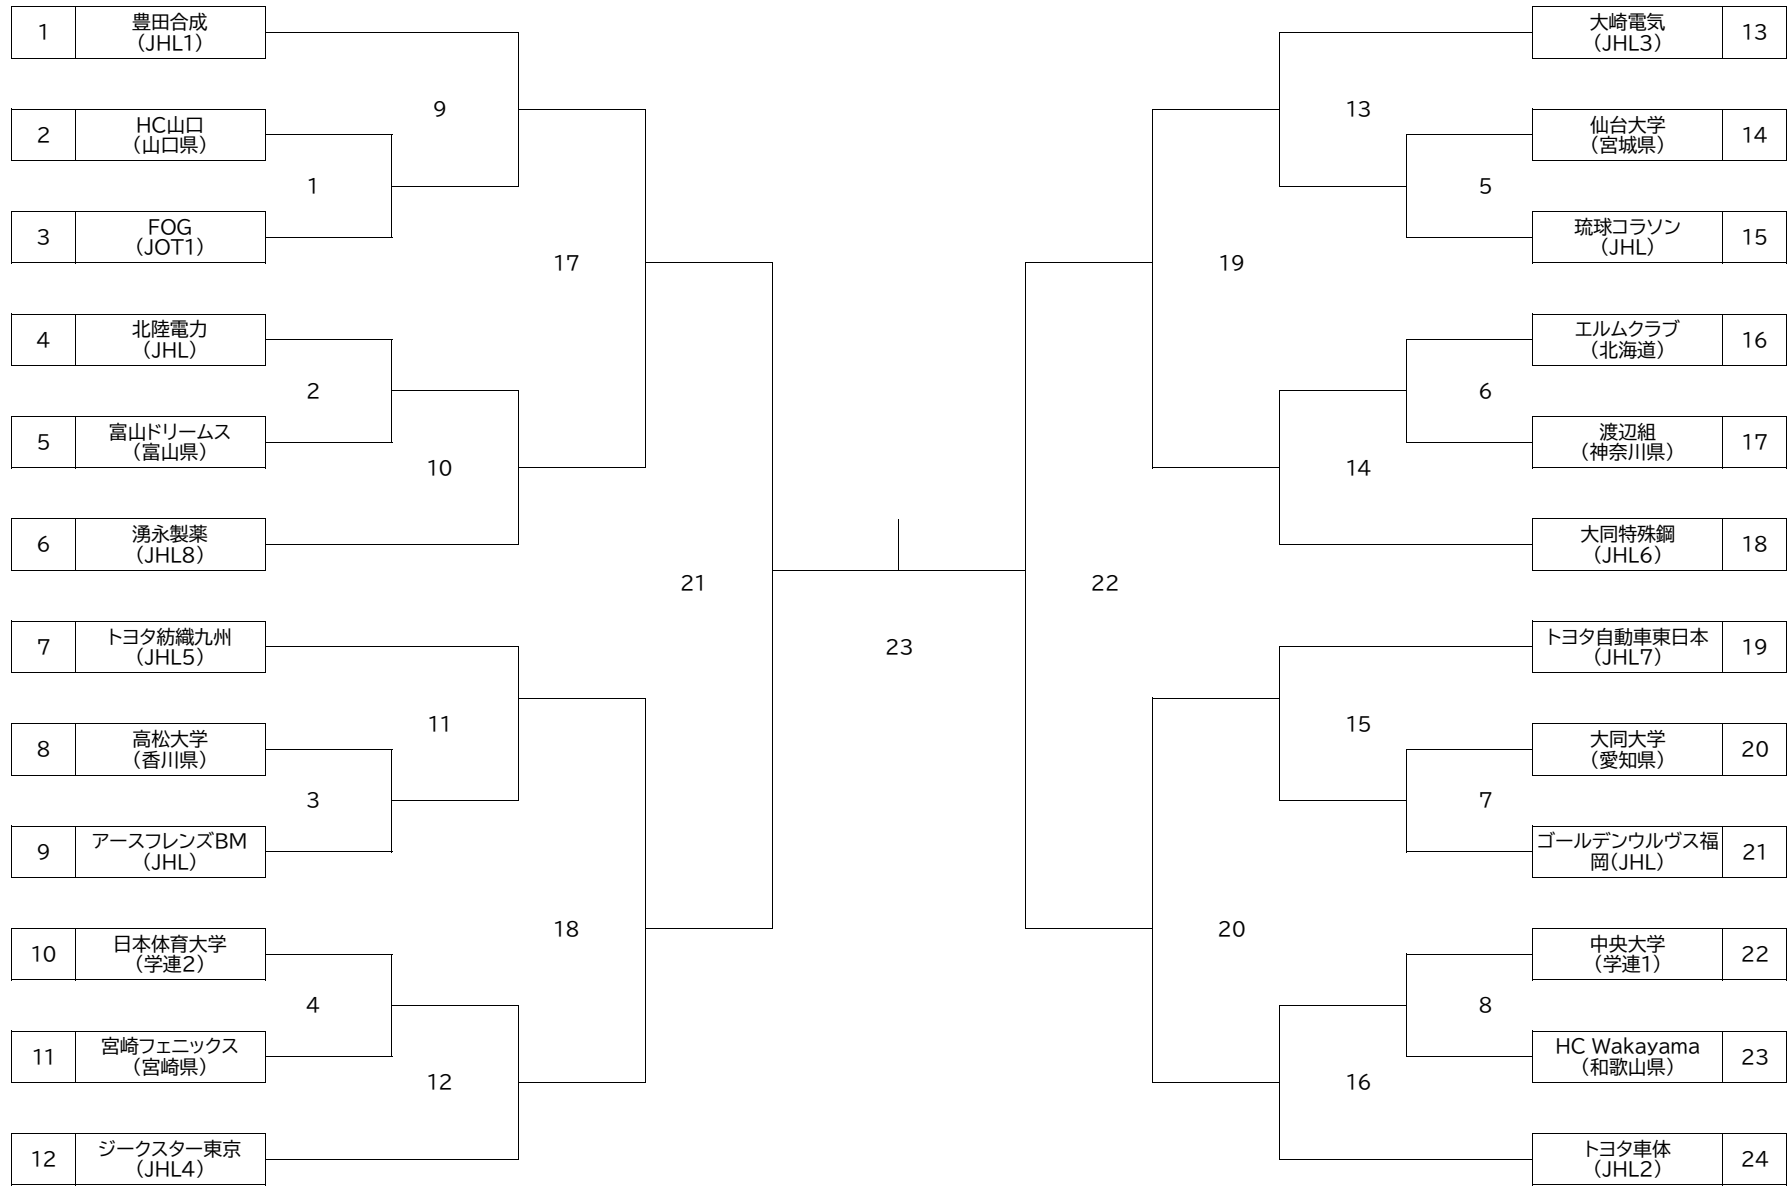 1
豊田合成
(JHL1)
2
HC山口
(山口県)
3
FOG
(JOT1)
4
北陸電力
(JHL)
5
富山ドリームス
(富山県)
6
湧永製薬
(JHL8)
7
トヨタ紡織九州
(JHL5)
8
高松大学
(香川県)
9
アースフレンズBM
(JHL)
10
日本体育大学
(学連2)
11
宮崎フェニックス
(宮崎県)
12
ジークスター東京
(JHL4)
1
2
3
4
9
10
11
12
17
18
21
23
22
19
20
13
14
15
16
5
6
7
8
大崎電気
(JHL3)
13
仙台大学
(宮城県)
14
琉球コラソン
(JHL)
15
エルムクラブ
(北海道)
16
渡辺組
(神奈川県)
17
大同特殊鋼
(JHL6)
18
トヨタ自動車東日本
(JHL7)
19
大同大学
(愛知県)
20
ゴールデンウルヴス福
岡(JHL)
21
中央大学
(学連1)
22
HC Wakayama
(和歌山県)
23
トヨタ車体
(JHL2)
24